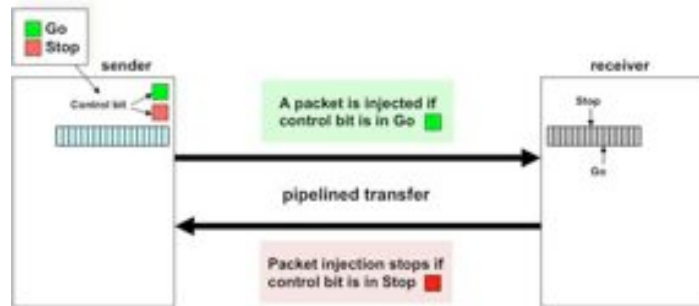 Go
Stop
sender
receiver
Control bit
A packet is injected if
control bit is in Go
Stop
Go
pipelined transfer
Packet injection stops if
control bit is in Stop